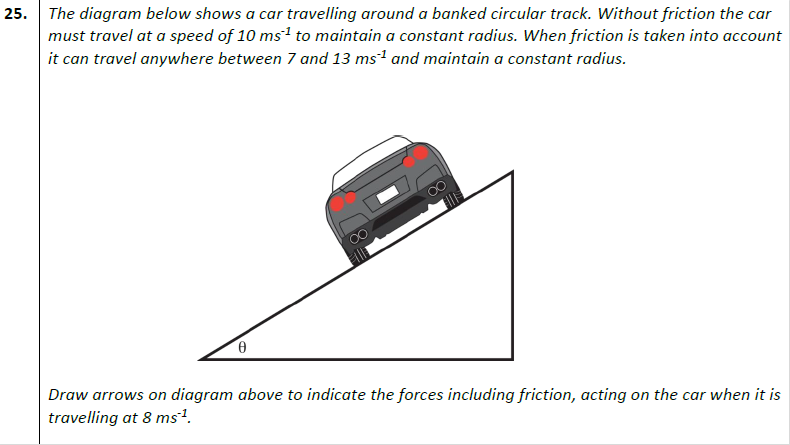 25. The diagram below shows a car travelling around a banked circular track. Without friction the car
must travel at a speed of 10 ms⁻¹ to maintain a constant radius. When friction is taken into account
it can travel anywhere between 7 and 13 ms⁻¹ and maintain a constant radius.
θ
Draw arrows on diagram above to indicate the forces including friction, acting on the car when it is
travelling at 8 ms⁻¹.